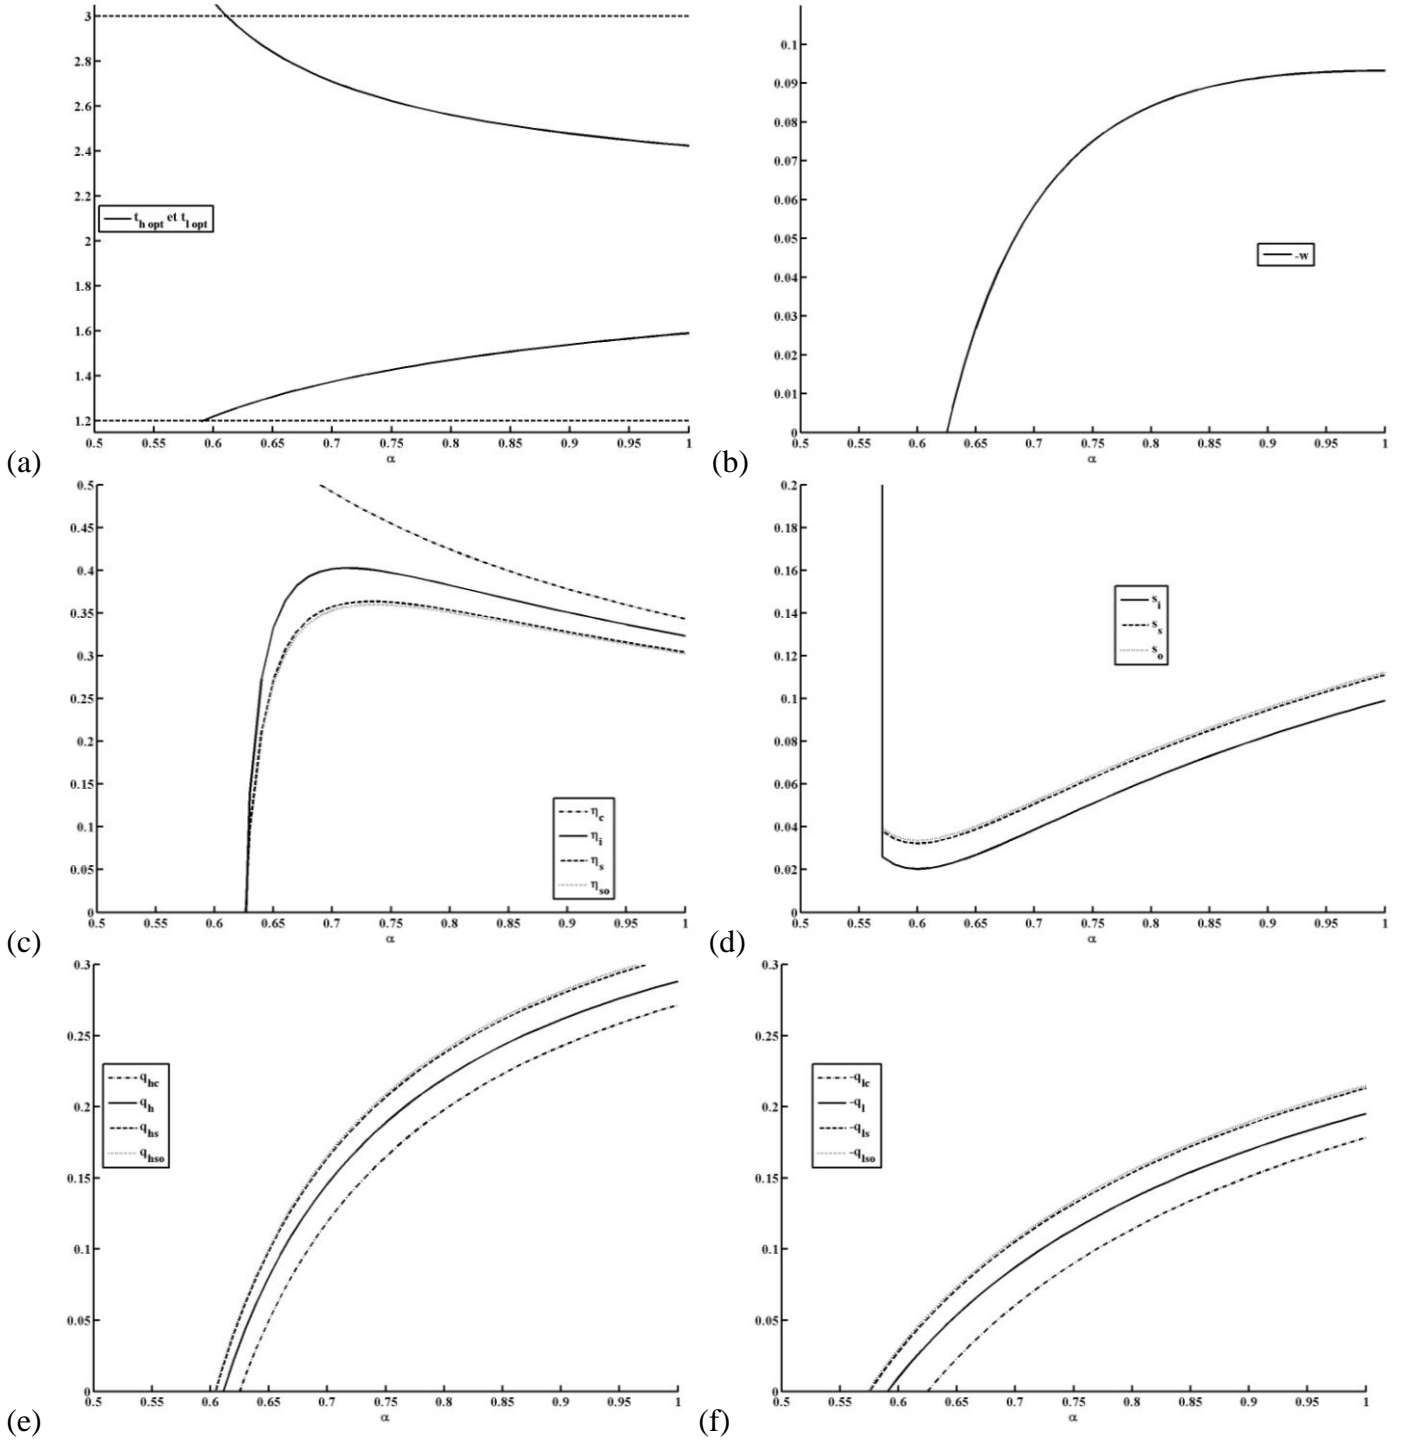 3
2.8
2.6
2.4
2.2
2
1.8
1.6
1.4
1.2
t_h opt et t_l opt
0.5 0.55 0.6 0.65 0.7 0.75 0.8 0.85 0.9 0.95 1
α
(a)
0.1
0.09
0.08
0.07
0.06
0.05
0.04
0.03
0.02
0.01
0
-w
0.5 0.55 0.6 0.65 0.7 0.75 0.8 0.85 0.9 0.95 1
α
(b)
0.5
0.45
0.4
0.35
0.3
0.25
0.2
0.15
0.1
0.05
0
η_c
η_i
η_s
η_so
0.5 0.55 0.6 0.65 0.7 0.75 0.8 0.85 0.9 0.95 1
α
(c)
0.2
0.18
0.16
0.14
0.12
0.1
0.08
0.06
0.04
0.02
0
s_i
s_s
s_o
0.5 0.55 0.6 0.65 0.7 0.75 0.8 0.85 0.9 0.95 1
α
(d)
0.3
0.25
0.2
0.15
0.1
0.05
0
q_hc
q_h
q_hs
q_hso
0.5 0.55 0.6 0.65 0.7 0.75 0.8 0.85 0.9 0.95 1
α
(e)
0.3
0.25
0.2
0.15
0.1
0.05
0
-q_lc
-q_l
-q_ls
-q_lso
0.5 0.55 0.6 0.65 0.7 0.75 0.8 0.85 0.9 0.95 1
α
(f)